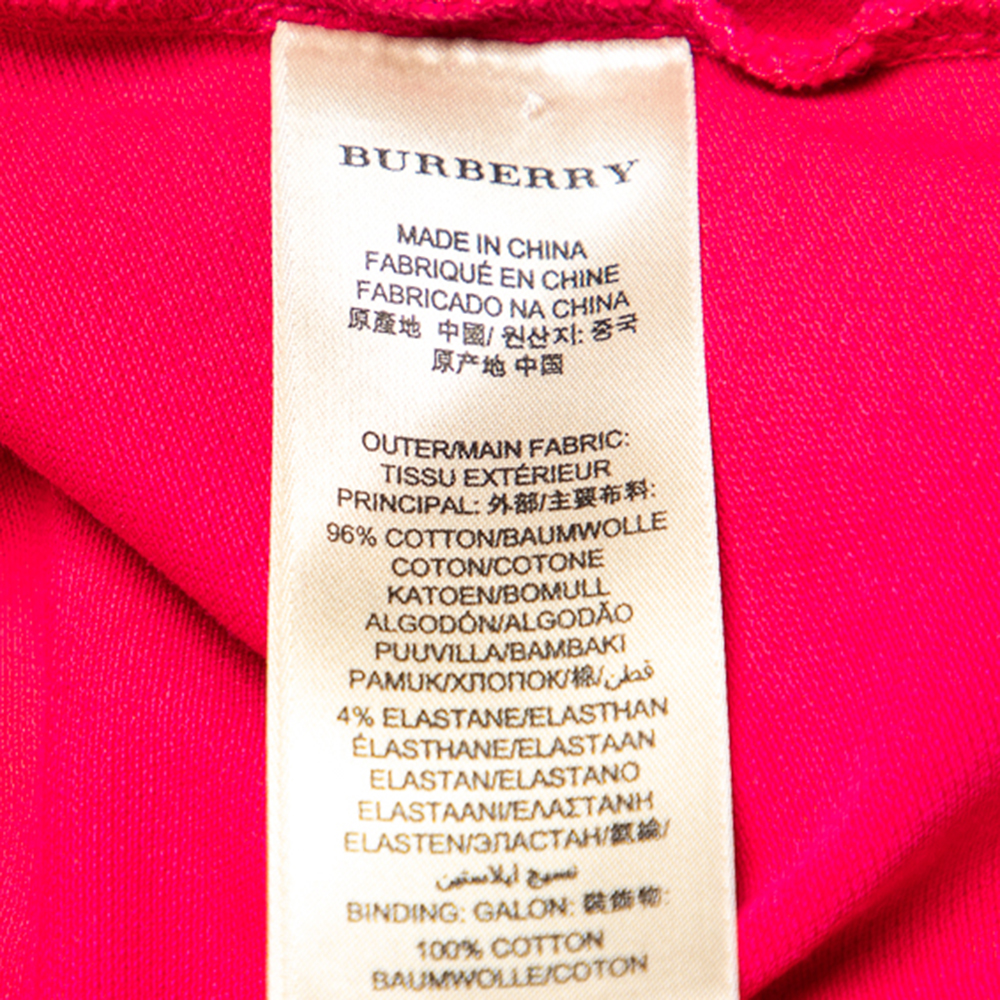 BURBERRY
MADE IN CHINA
FABRIQUÉ EN CHINE
FABRICADO NA CHINA
原產地 中國/ 원산지: 중국
原产地 中国
OUTER/MAIN FABRIC:
TISSU EXTÉRIEUR
PRINCIPAL: 外部/主要布料:
96% COTTON/BAUMWOLLE
COTON/COTONE
KATOEN/BOMULL
ALGODÓN/ALGODÃO
PUUVILLA/BAMBAKI
PAMUK/ХЛОПОК/棉/قطن
4% ELASTANE/ELASTHAN
ÉLASTHANE/ELASTAAN
ELASTAN/ELASTANO
ELASTAANI/ΕΛΑΣΤΑΝΗ
ELASTEN/ЭЛАСТАН/氨綸/
نسيج إيلاستين
BINDING: GALON: 裝飾物:
100% COTTON
BAUMWOLLE/COTON